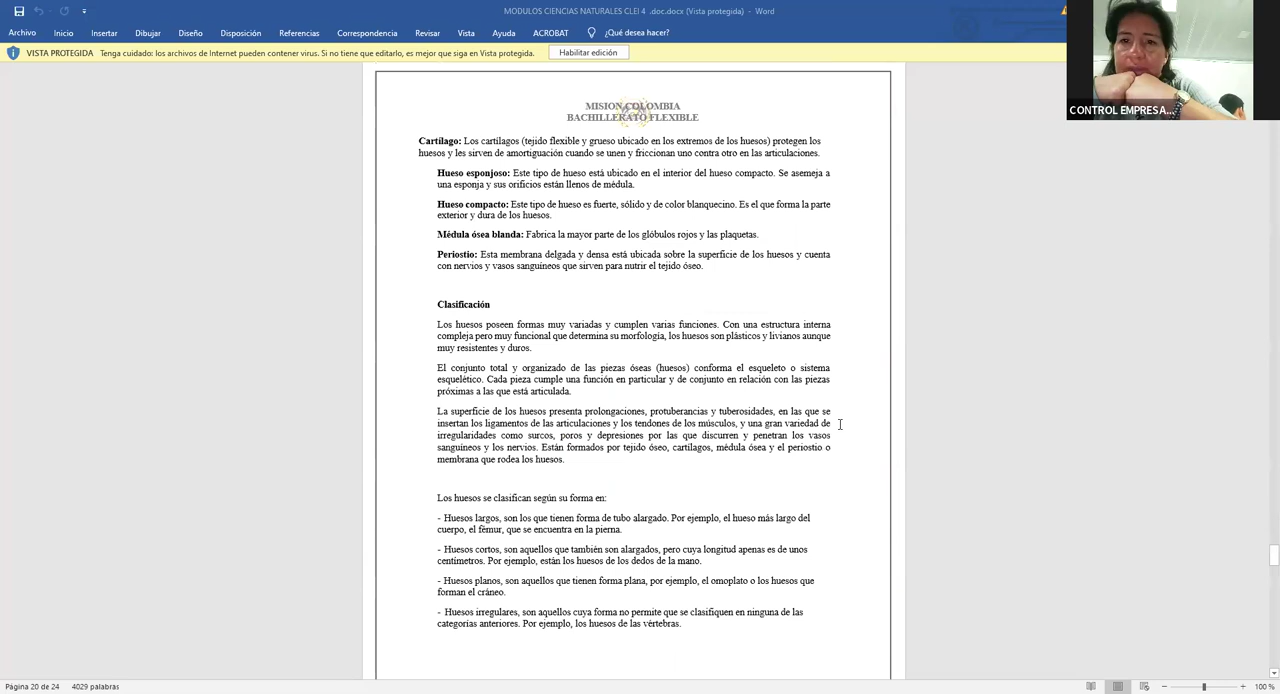 MODULOS CIENCIAS NATURALES CLEI 4 .doc.docx (Vista protegida) - Word
Archivo Inicio Insertar Dibujar Diseño Disposición Referencias Correspondencia Revisar Vista Ayuda ACROBAT ¿Qué desea hacer?
VISTA PROTEGIDA Tenga cuidado: los archivos de Internet pueden contener virus. Si no tiene que editarlo, es mejor que siga en Vista protegida. Habilitar edición
CONTROL EMPRESA...
MISION COLOMBIA
BACHILLERATO FLEXIBLE
Cartílago: Los cartílagos (tejido flexible y grueso ubicado en los extremos de los huesos) protegen los
huesos y les sirven de amortiguación cuando se unen y friccionan uno contra otro en las articulaciones.
Hueso esponjoso: Este tipo de hueso está ubicado en el interior del hueso compacto. Se asemeja a
una esponja y sus orificios están llenos de médula.
Hueso compacto: Este tipo de hueso es fuerte, sólido y de color blanquecino. Es el que forma la parte
exterior y dura de los huesos.
Médula ósea blanda: Fabrica la mayor parte de los glóbulos rojos y las plaquetas.
Periostio: Esta membrana delgada y densa está ubicada sobre la superficie de los huesos y cuenta
con nervios y vasos sanguíneos que sirven para nutrir el tejido óseo.
Clasificación
Los huesos poseen formas muy variadas y cumplen varias funciones. Con una estructura interna
compleja pero muy funcional que determina su morfología, los huesos son plásticos y livianos aunque
muy resistentes y duros.
El conjunto total y organizado de las piezas óseas (huesos) conforma el esqueleto o sistema
esquelético. Cada pieza cumple una función en particular y de conjunto en relación con las piezas
próximas a las que está articulada.
La superficie de los huesos presenta prolongaciones, protuberancias y tuberosidades, en las que se
insertan los ligamentos de las articulaciones y los tendones de los músculos, y una gran variedad de
irregularidades como surcos, poros y depresiones por las que discurren y penetran los vasos
sanguíneos y los nervios. Están formados por tejido óseo, cartílagos, médula ósea y el periostio o
membrana que rodea los huesos.
Los huesos se clasifican según su forma en:
- Huesos largos, son los que tienen forma de tubo alargado. Por ejemplo, el hueso más largo del
cuerpo, el fémur, que se encuentra en la pierna.
- Huesos cortos, son aquellos que también son alargados, pero cuya longitud apenas es de unos
centímetros. Por ejemplo, están los huesos de los dedos de la mano.
- Huesos planos, son aquellos que tienen forma plana, por ejemplo, el omoplato o los huesos que
forman el cráneo.
- Huesos irregulares, son aquellos cuya forma no permite que se clasifiquen en ninguna de las
categorías anteriores. Por ejemplo, los huesos de las vértebras.
Página 20 de 24 4029 palabras 100 %